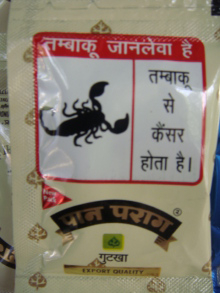 तम्बाकू जानलेवा है
तम्बाकू
से
कैंसर
होता है।
पान पराग®
गुटखा
EXPORT QUALITY